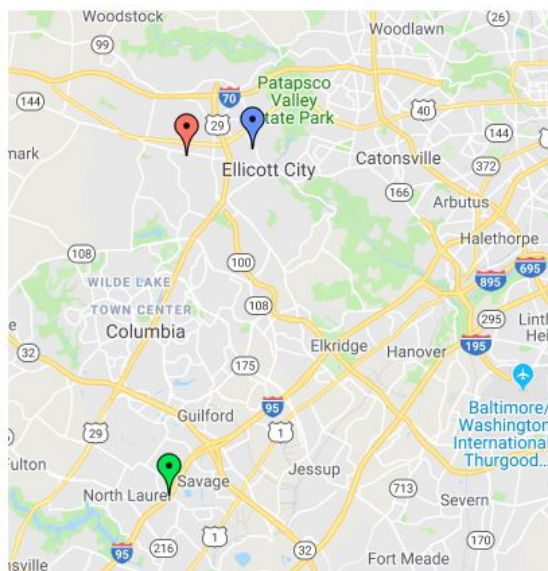 Woodstock
Woodlawn
26
99
70
Patapsco
Valley
State Park
40
144
29
144
mark
Ellicott City
Catonsville
372
166
Arbutus
Halethorpe
108
WILDE LAKE
100
895
695
TOWN CENTER
108
295
Linth
Hei
Columbia
Elkridge
Hanover
195
32
175
Baltimore/
Washington
International
Thurgood...
95
Guilford
29
1
Fulton
Jessup
Savage
713
Severn
North Laurel
1
170
95
216
32
nsville
Fort Meade